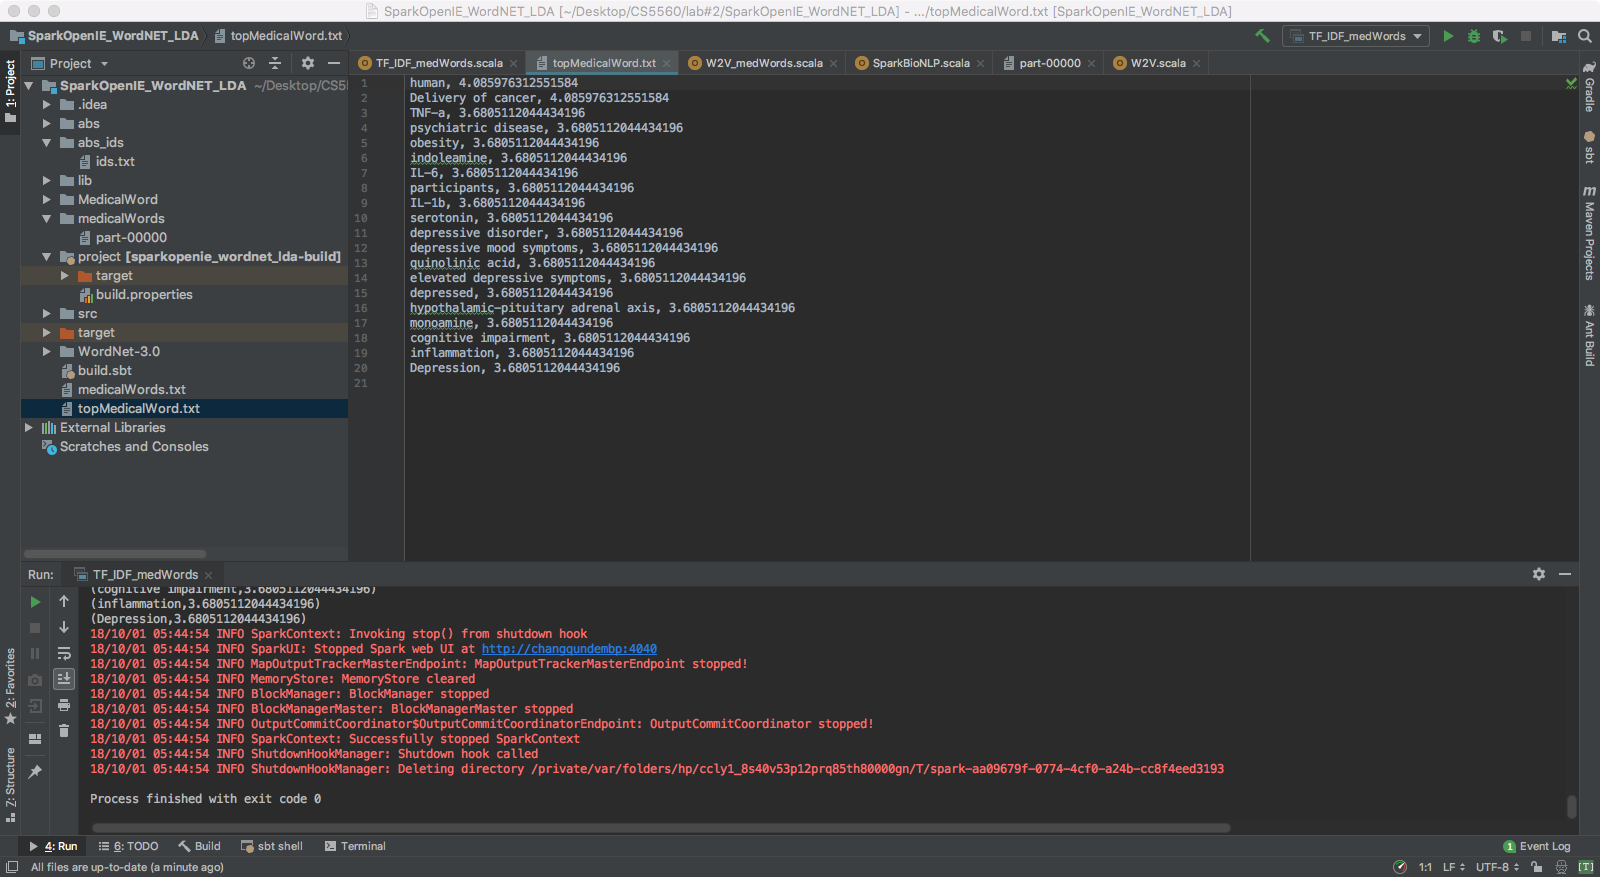 SparkOpenIE_WordNET_LDA [~/Desktop/CS5560/lab#2/SparkOpenIE_WordNET_LDA] - .../topMedicalWord.txt [SparkOpenIE_WordNET_LDA]
SparkOpenIE_WordNET_LDA topMedicalWord.txt TF_IDF_medWords
Project TF_IDF_medWords.scala topMedicalWord.txt W2V_medWords.scala SparkBioNLP.scala part-00000 W2V.scala
1: Project
SparkOpenIE_WordNET_LDA ~/Desktop/CS5
.idea
abs
abs_ids
ids.txt
lib
MedicalWord
medicalWords
part-00000
project [sparkopenie_wordnet_lda-build]
target
build.properties
src
target
WordNet-3.0
build.sbt
medicalWords.txt
topMedicalWord.txt
External Libraries
Scratches and Consoles
1 human, 4.085976312551584
2 Delivery of cancer, 4.085976312551584
3 TNF-a, 3.6805112044434196
4 psychiatric disease, 3.6805112044434196
5 obesity, 3.6805112044434196
6 indoleamine, 3.6805112044434196
7 IL-6, 3.6805112044434196
8 participants, 3.6805112044434196
9 IL-1b, 3.6805112044434196
10 serotonin, 3.6805112044434196
11 depressive disorder, 3.6805112044434196
12 depressive mood symptoms, 3.6805112044434196
13 quinolinic acid, 3.6805112044434196
14 elevated depressive symptoms, 3.6805112044434196
15 depressed, 3.6805112044434196
16 hypothalamic-pituitary adrenal axis, 3.6805112044434196
17 monoamine, 3.6805112044434196
18 cognitive impairment, 3.6805112044434196
19 inflammation, 3.6805112044434196
20 Depression, 3.6805112044434196
21
Gradle
sbt
m Maven Projects
Ant Build
Run: TF_IDF_medWords
(cognitive impairment,3.6805112044434196)
(inflammation,3.6805112044434196)
(Depression,3.6805112044434196)
18/10/01 05:44:54 INFO SparkContext: Invoking stop() from shutdown hook
18/10/01 05:44:54 INFO SparkUI: Stopped Spark web UI at http://changgundembp:4040
18/10/01 05:44:54 INFO MapOutputTrackerMasterEndpoint: MapOutputTrackerMasterEndpoint stopped!
18/10/01 05:44:54 INFO MemoryStore: MemoryStore cleared
18/10/01 05:44:54 INFO BlockManager: BlockManager stopped
18/10/01 05:44:54 INFO BlockManagerMaster: BlockManagerMaster stopped
18/10/01 05:44:54 INFO OutputCommitCoordinator$OutputCommitCoordinatorEndpoint: OutputCommitCoordinator stopped!
18/10/01 05:44:54 INFO SparkContext: Successfully stopped SparkContext
18/10/01 05:44:54 INFO ShutdownHookManager: Shutdown hook called
18/10/01 05:44:54 INFO ShutdownHookManager: Deleting directory /private/var/folders/hp/ccly1_8s40v53p12prq85th80000gn/T/spark-aa09679f-0774-4cf0-a24b-cc8f4eed3193
Process finished with exit code 0
2: Favorites
7: Structure
4: Run 6: TODO Build sbt shell Terminal 1 Event Log
All files are up-to-date (a minute ago) 1:1 LF UTF-8 [T]